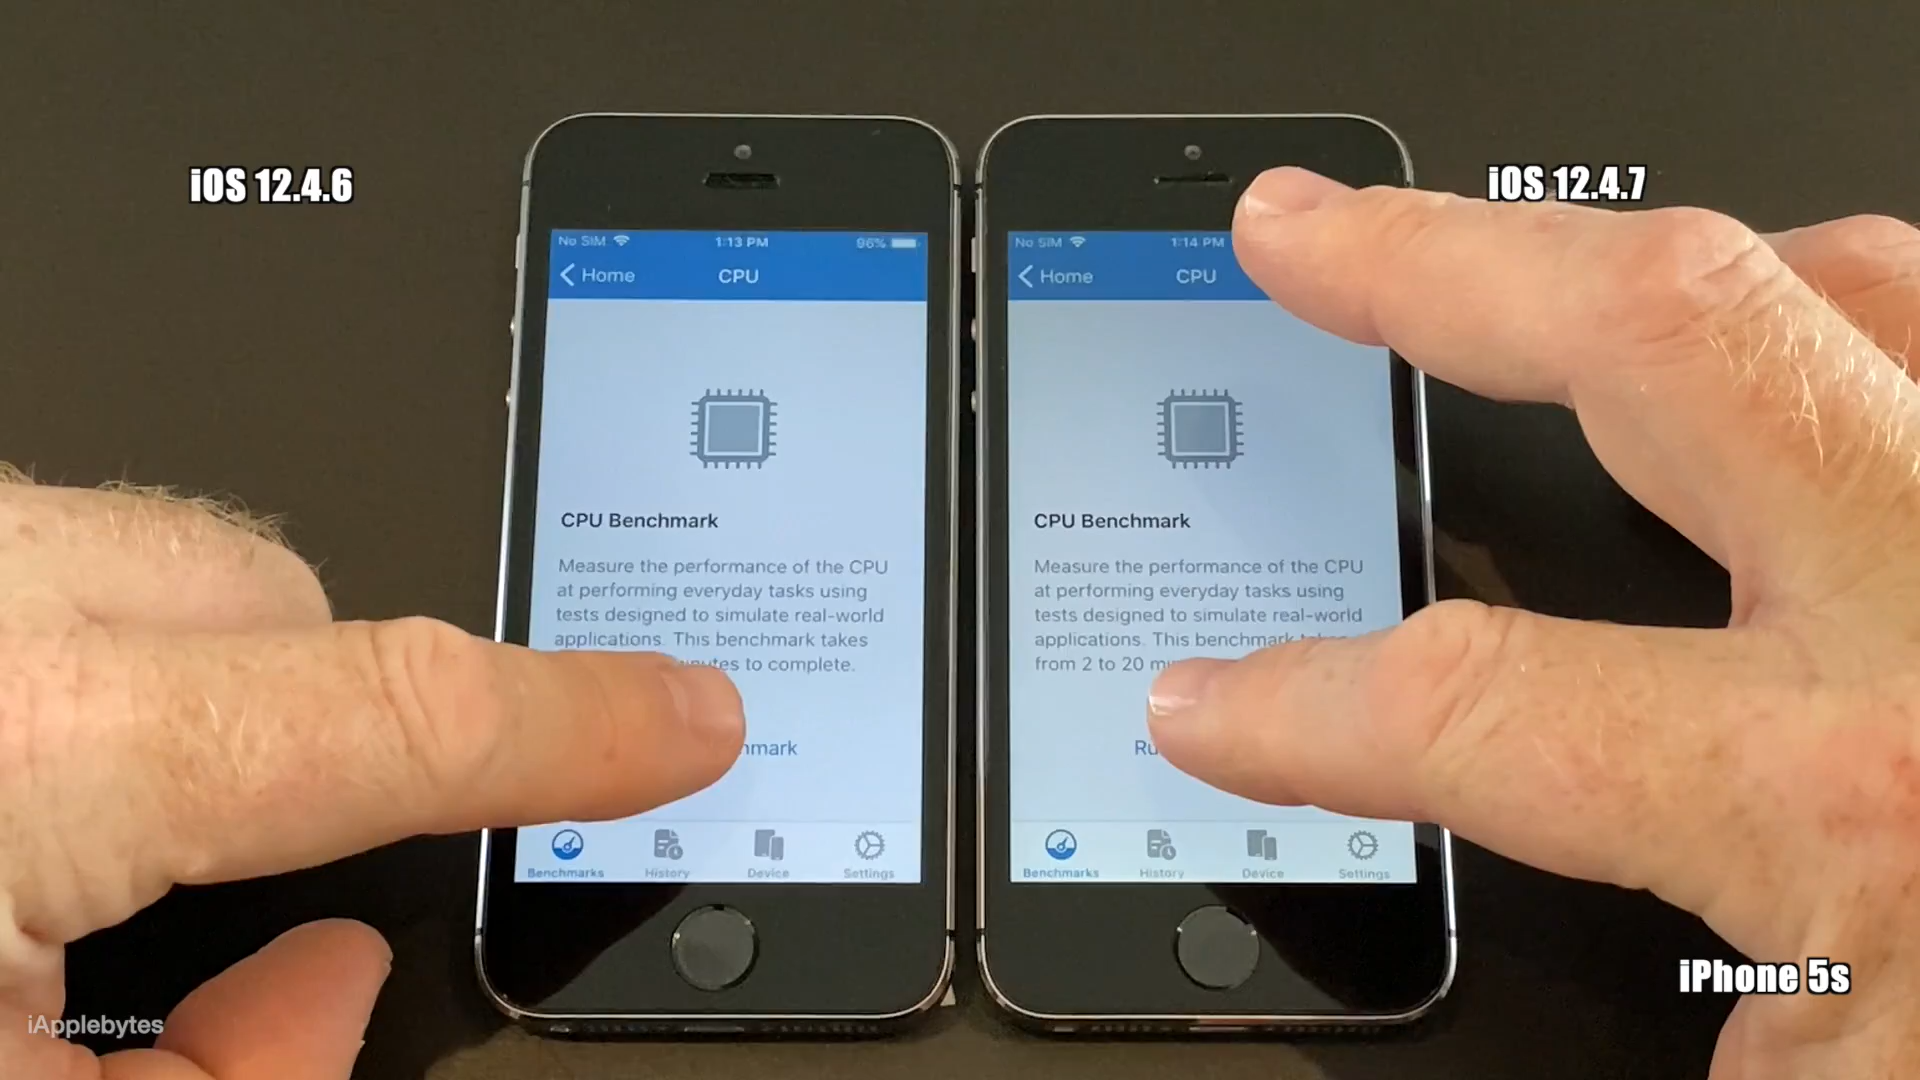 iOS 12.4.6
iOS 12.4.7
No SIM 1:13 PM 96%
Home CPU
CPU Benchmark
Measure the performance of the CPU
at performing everyday tasks using
tests designed to simulate real-world
applications. This benchmark takes
to complete.
Benchmarks History Device Settings
No SIM 1:14 PM
Home CPU
CPU Benchmark
Measure the performance of the CPU
at performing everyday tasks using
tests designed to simulate real-world
applications. This benchmark
from 2 to 20
Benchmarks History Device Settings
iPhone 5s
iApplebytes